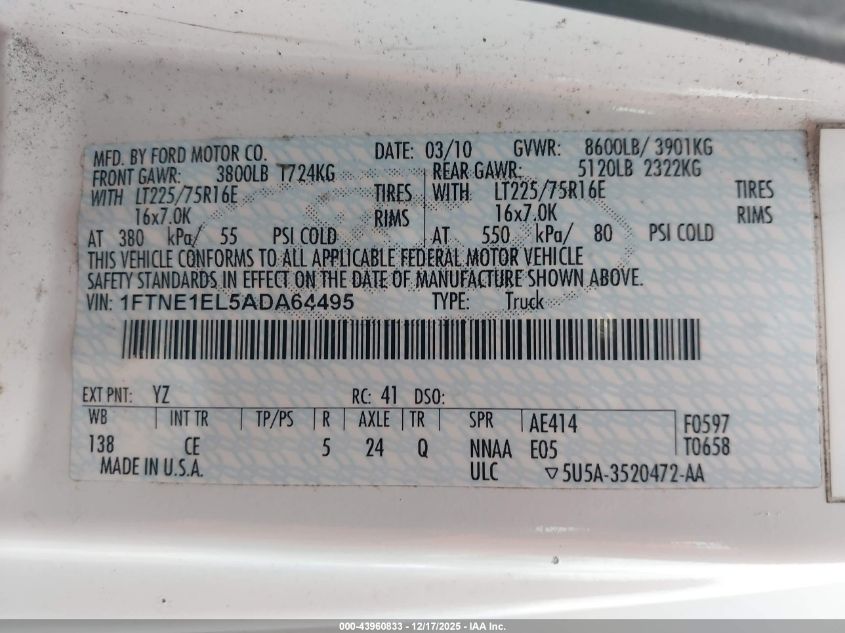 MFD. BY FORD MOTOR CO. DATE: 03/10 GVWR: 8600LB/ 3901KG
FRONT GAWR: 3800LB 1724KG REAR GAWR: 5120LB 2322KG
WITH LT225/75R16E TIRES WITH LT225/75R16E TIRES
16x7.0K RIMS 16x7.0K RIMS
AT 380 kPa/ 55 PSI COLD AT 550 kPa/ 80 PSI COLD
THIS VEHICLE CONFORMS TO ALL APPLICABLE FEDERAL MOTOR VEHICLE
SAFETY STANDARDS IN EFFECT ON THE DATE OF MANUFACTURE SHOWN ABOVE.
VIN: 1FTNE1EL5ADA64495 TYPE: Truck
EXT PNT: YZ RC: 41 DSO:
WB INT TR TP/PS R AXLE TR SPR AE414 F0597
138 CE 5 24 Q NNAA E05 T0658
MADE IN U.S.A. ULC ▽5U5A-3520472-AA
000-43960833 - 12/17/2025 - IAA Inc.